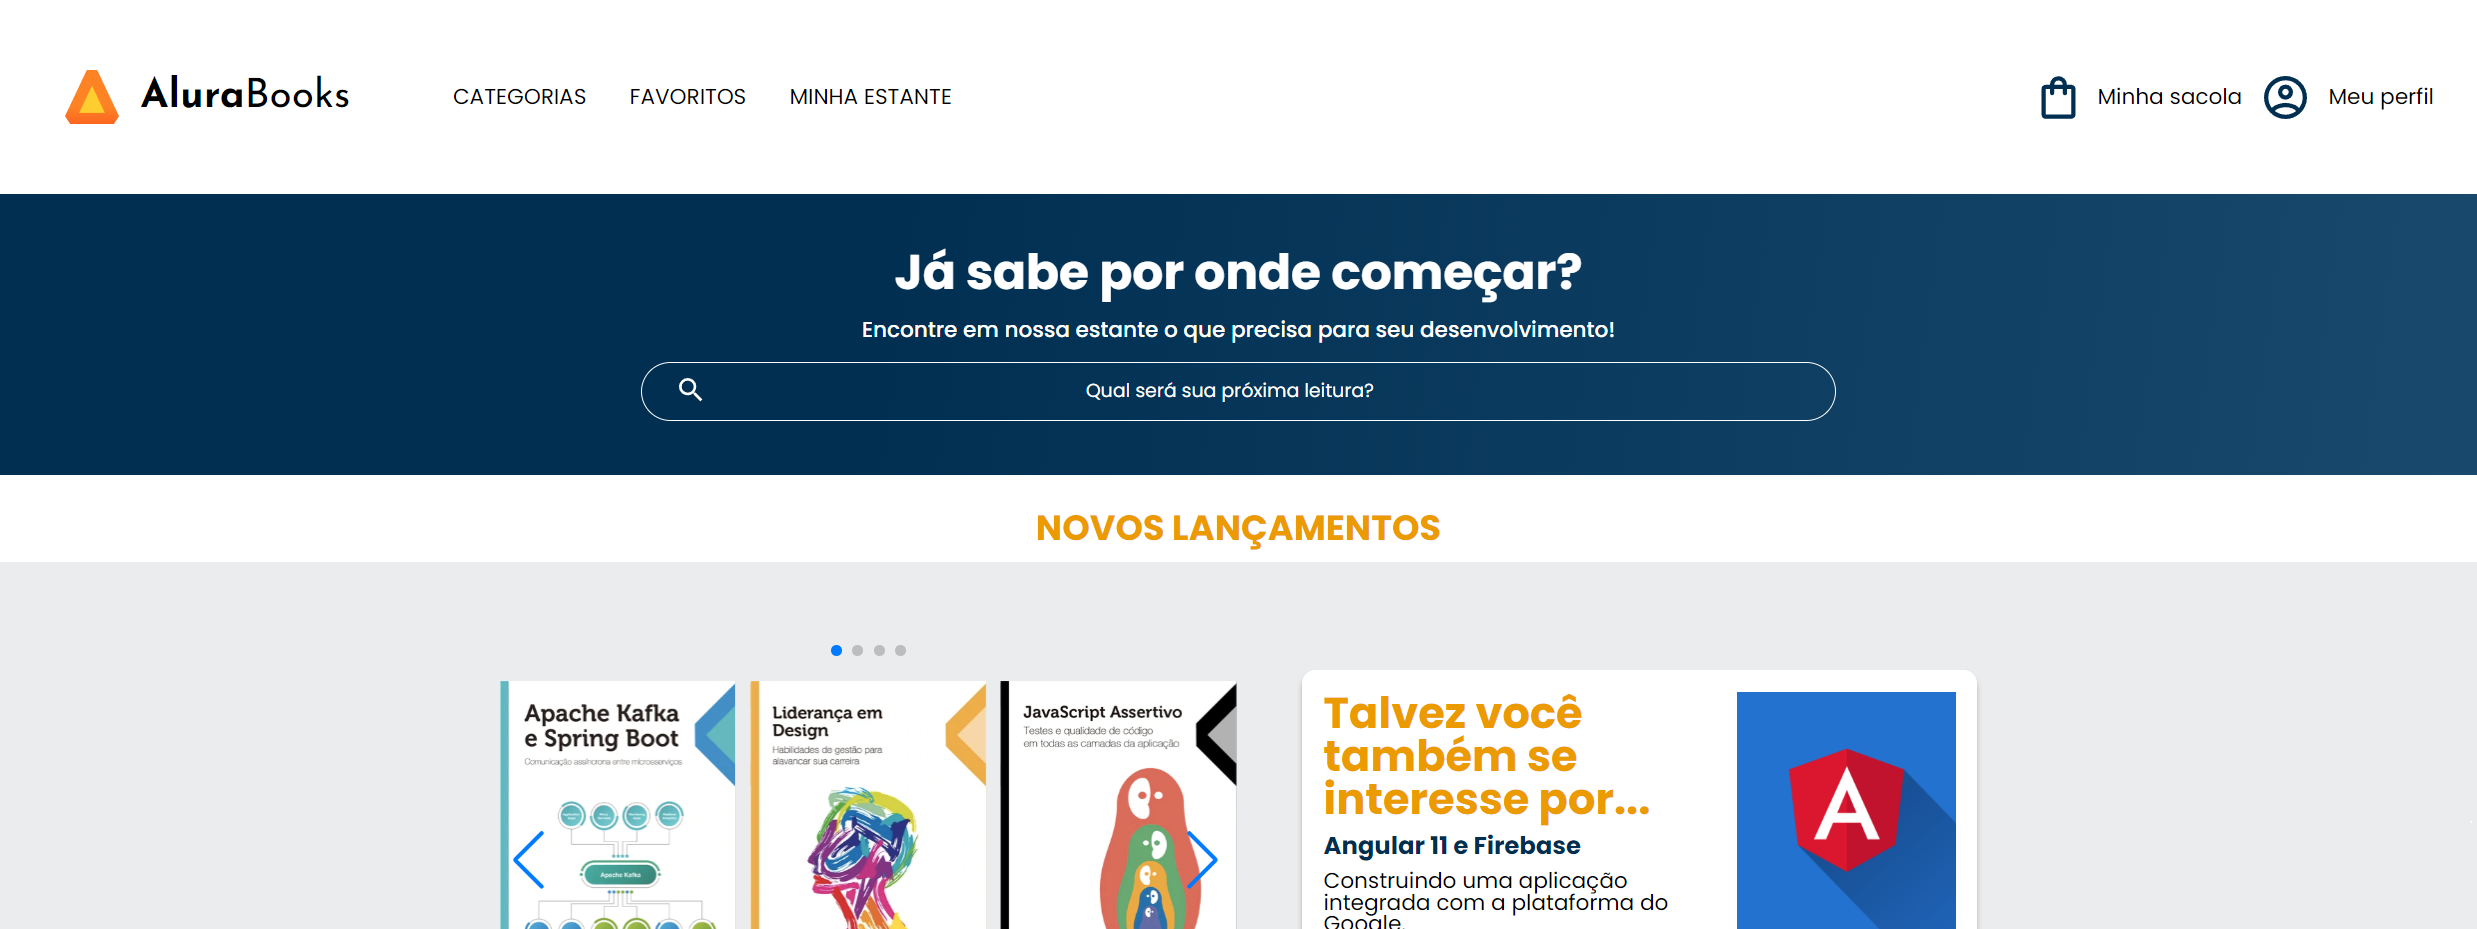 AluraBooks
CATEGORIAS FAVORITOS MINHA ESTANTE
Minha sacola Meu perfil
Já sabe por onde começar?
Encontre em nossa estante o que precisa para seu desenvolvimento!
Qual será sua próxima leitura?
NOVOS LANÇAMENTOS
Apache Kafka
e Spring Boot
Comunicação assíncrona entre microsserviços
Apache Kafka
Liderança em
Design
Habilidades de gestão para
alavancar sua carreira
JavaScript Assertivo
Testes e qualidade de código
em todas as camadas da aplicação
Talvez você
também se
interesse por...
Angular 11 e Firebase
Construindo uma aplicação
integrada com a plataforma do
Google.
A